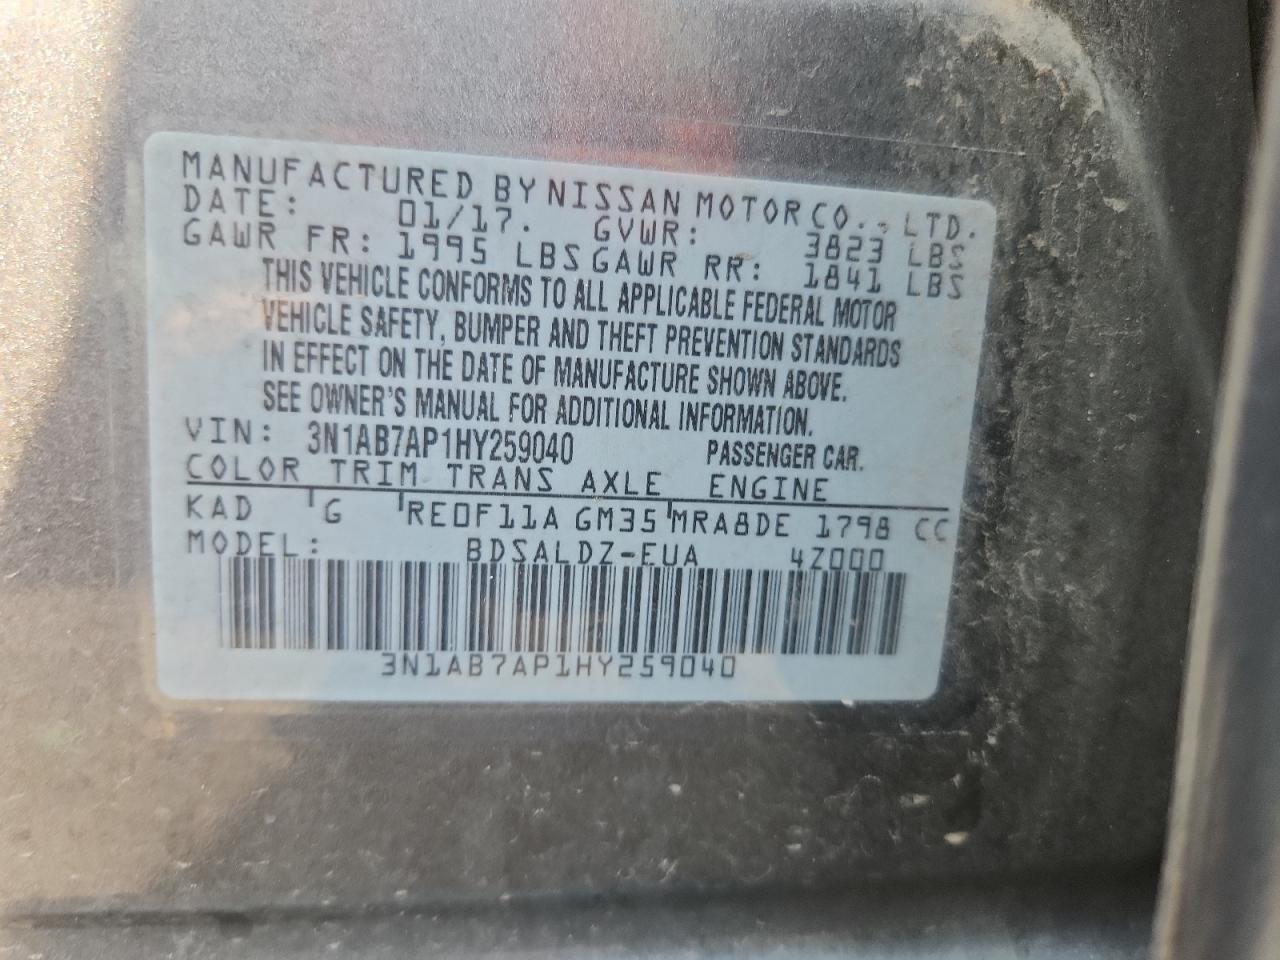 MANUFACTURED BY NISSAN MOTOR CO., LTD.
DATE: 01/17. GVWR: 3823 LBS
GAWR FR: 1995 LBS GAWR RR: 1841 LBS
THIS VEHICLE CONFORMS TO ALL APPLICABLE FEDERAL MOTOR
VEHICLE SAFETY, BUMPER AND THEFT PREVENTION STANDARDS
IN EFFECT ON THE DATE OF MANUFACTURE SHOWN ABOVE.
SEE OWNER'S MANUAL FOR ADDITIONAL INFORMATION.
VIN: 3N1AB7AP1HY259040 PASSENGER CAR.
COLOR TRIM TRANS AXLE ENGINE
KAD G RE0F11A GM35 MRA8DE 1798 CC
MODEL: BDSALDZ-EUA 4Z000
3N1AB7AP1HY259040